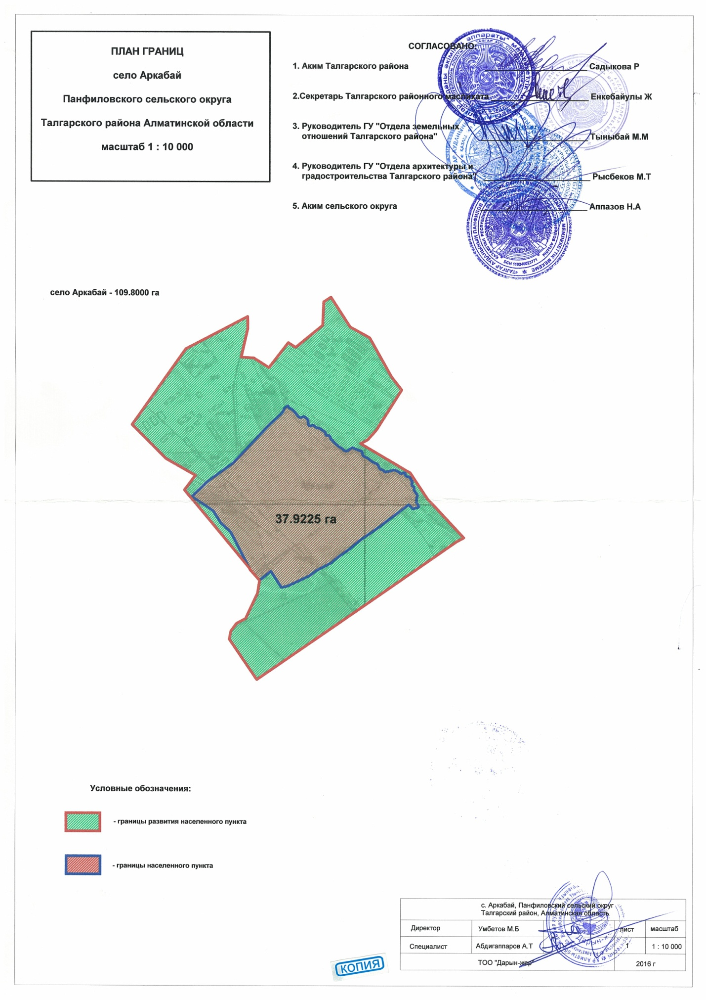 ПЛАН ГРАНИЦ
село Аркабай
Панфиловского сельского округа
Талгарского района Алматинской области
масштаб 1 : 10 000
СОГЛАСОВАНО:
1. Аким Талгарского района Садыкова Р
2.Секретарь Талгарского районного маслихата Енкебайулы Ж
3. Руководитель ГУ "Отдела земельных
отношений Талгарского района" Тыныбай М.М
4. Руководитель ГУ "Отдела архитектуры и
градостроительства Талгарского района" Рысбеков М.Т
5. Аким сельского округа Аппазов Н.А
ҚАЗАҚСТАН
БСН 110240023771
село Аркабай - 109.8000 га
37.9225 га
Условные обозначения:
- границы развития населенного пункта
- границы населенного пункта
с. Аркабай, Панфиловский сельский округ
Талгарский район, Алматинская область
Директор Умбетов М.Б лист масштаб
Специалист Абдигаппаров А.Т 1 1 : 10 000
ТОО "Дарын-жер" 2016 г
КОПИЯ